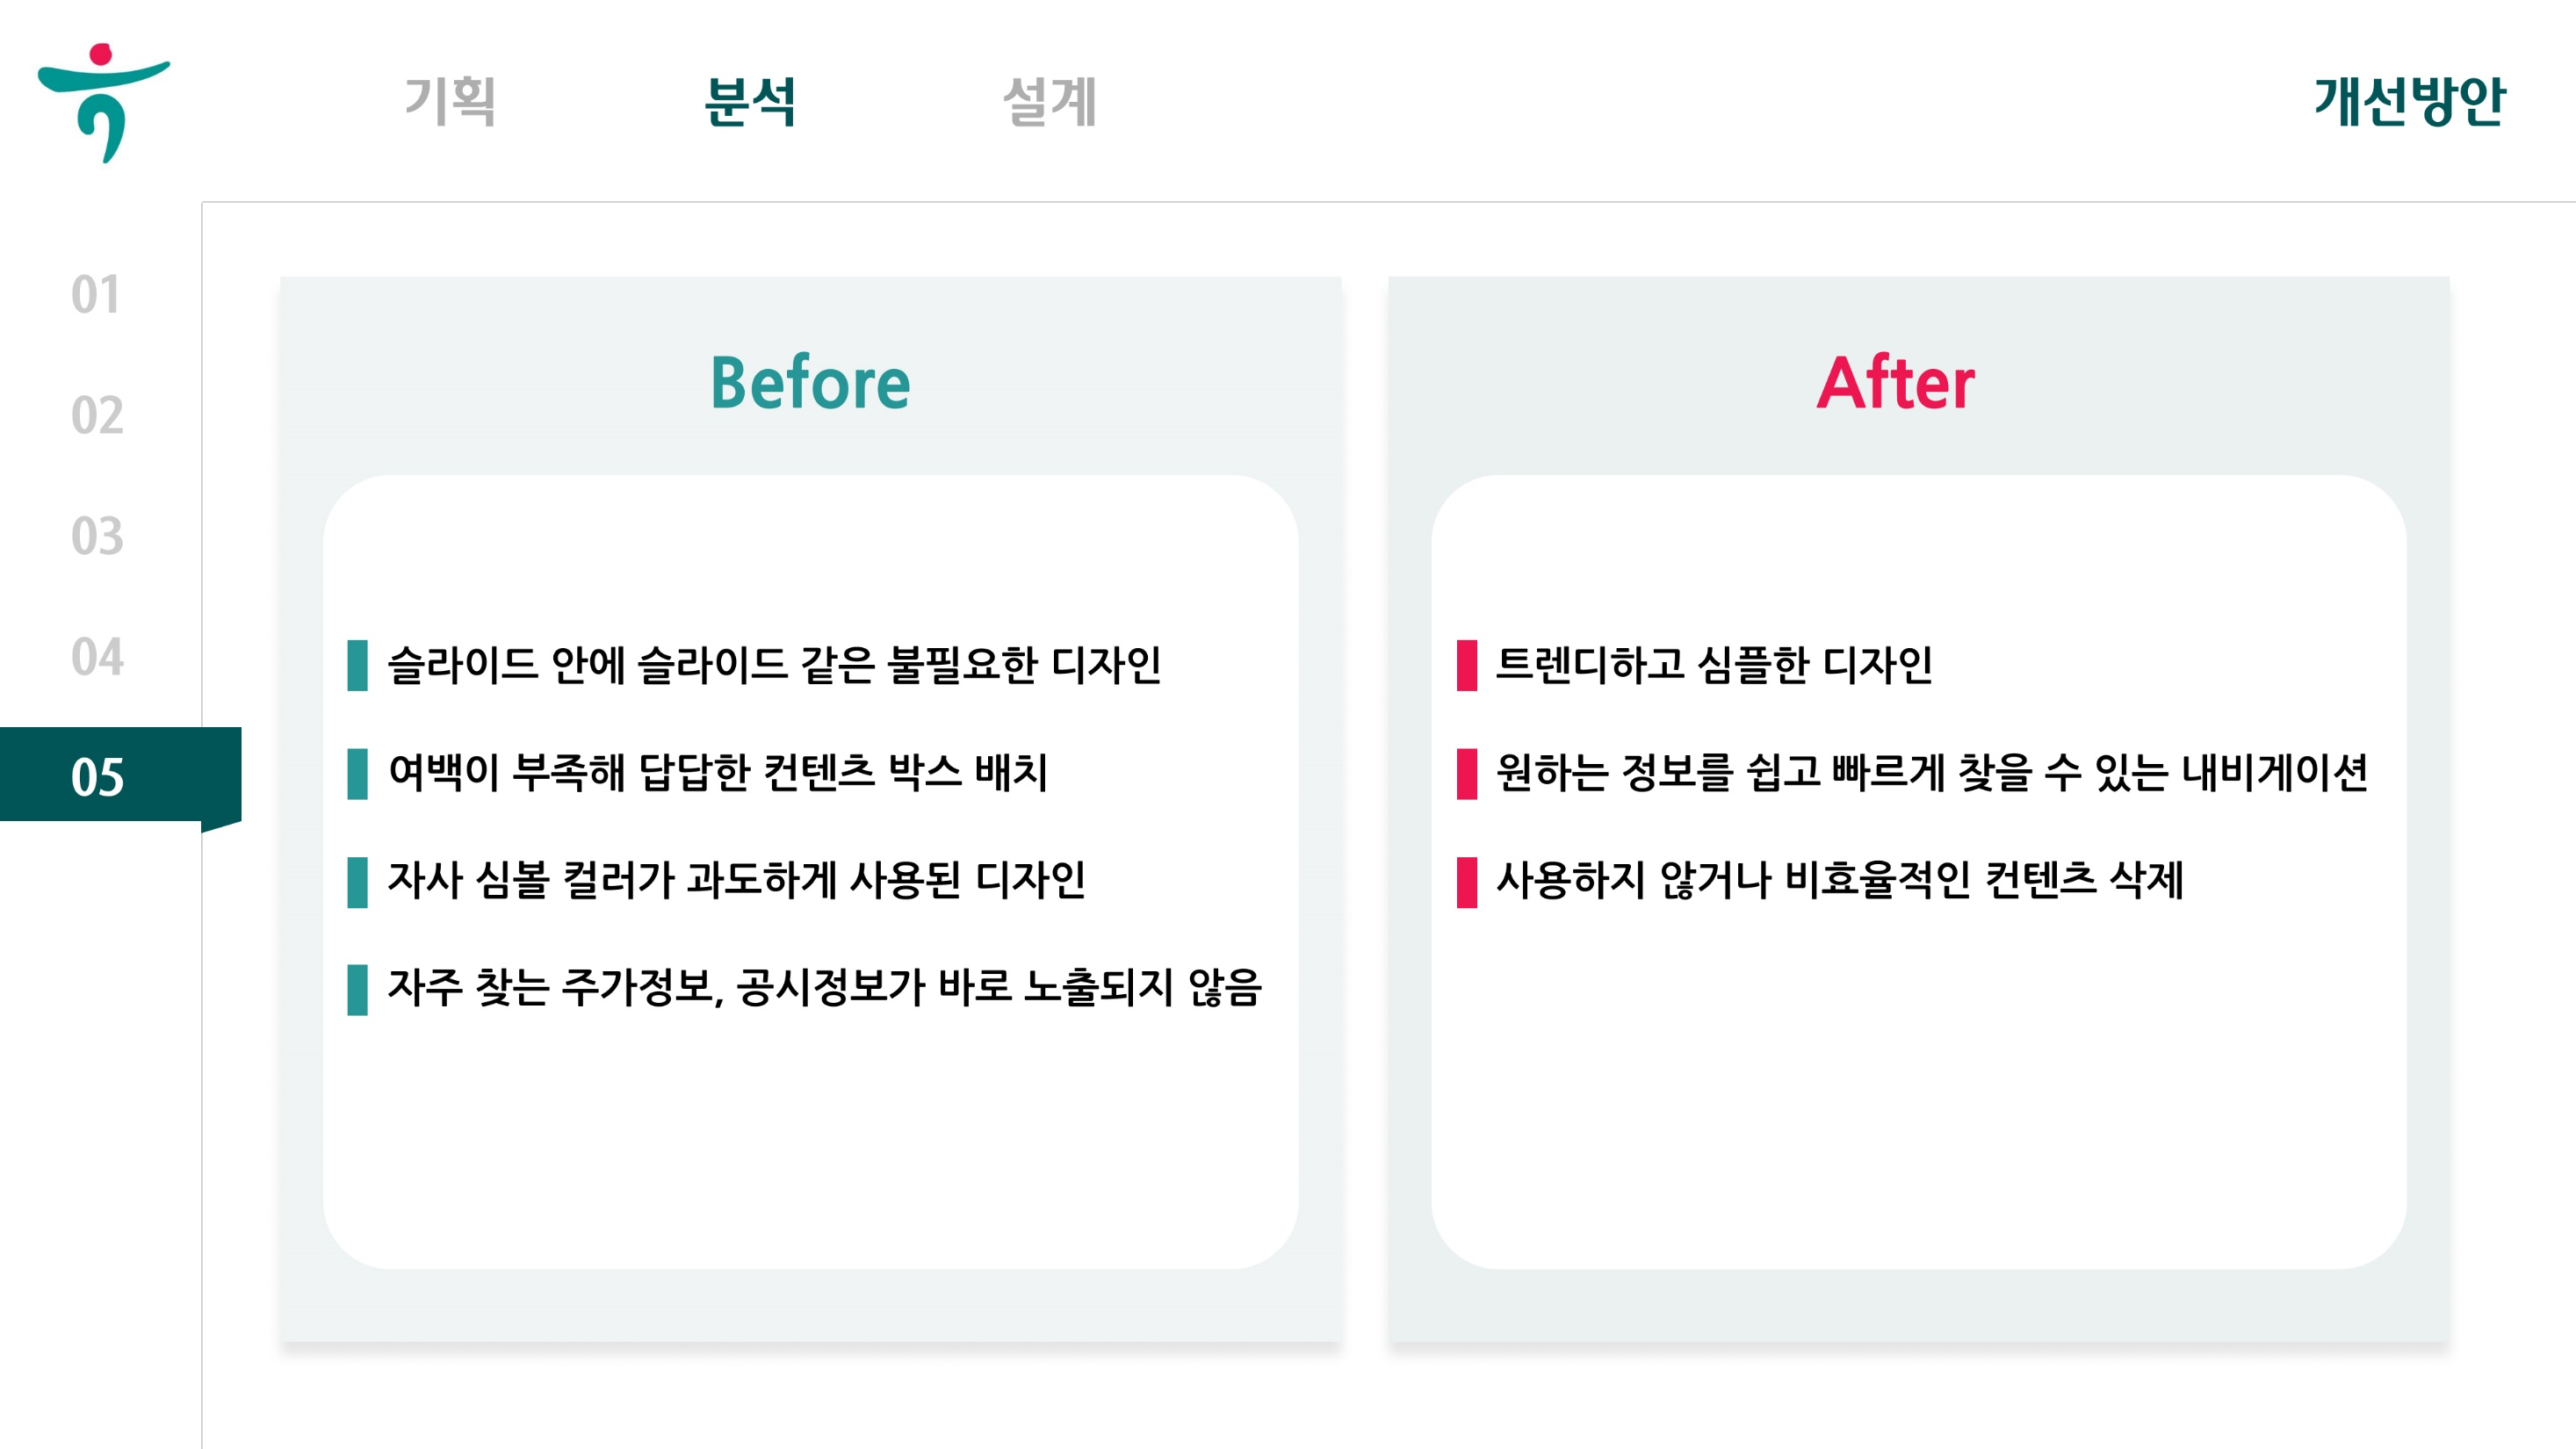 기획
분석
설계
개선방안
01
02
03
04
05
Before
슬라이드 안에 슬라이드 같은 불필요한 디자인
여백이 부족해 답답한 컨텐츠 박스 배치
자사 심볼 컬러가 과도하게 사용된 디자인
자주 찾는 주가정보, 공시정보가 바로 노출되지 않음
After
트렌디하고 심플한 디자인
원하는 정보를 쉽고 빠르게 찾을 수 있는 내비게이션
사용하지 않거나 비효율적인 컨텐츠 삭제